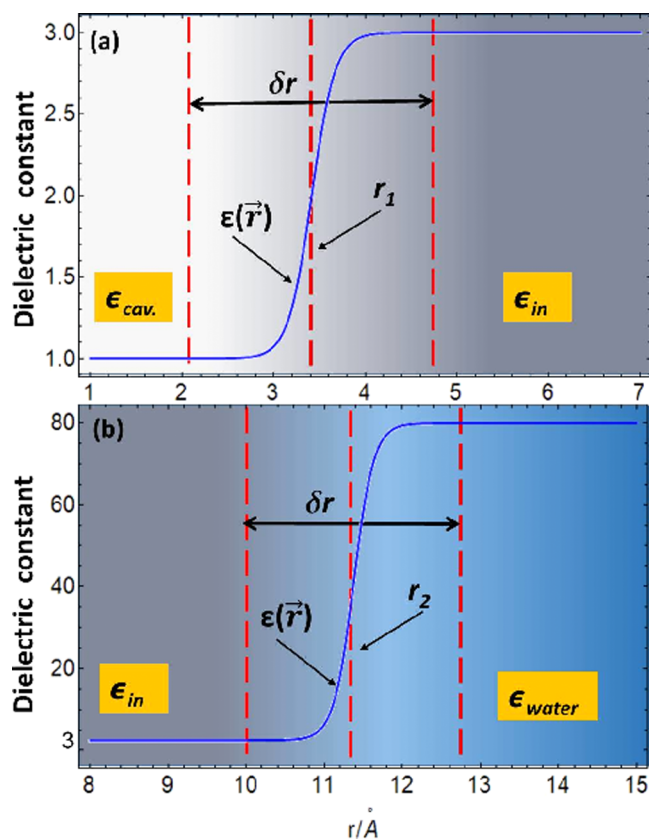 (a)
Dielectric constant
3.0
2.5
2.0
1.5
1.0
δr
r₁
ε(r⃗)
ϵcav.
ϵin
1 2 3 4 5 6 7
(b)
Dielectric constant
80
60
40
20
3
δr
r₂
ε(r⃗)
ϵin
ϵwater
8 9 10 11 12 13 14 15
r/Å